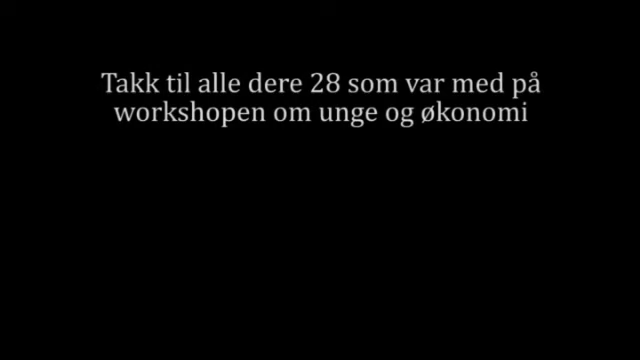 Takk til alle dere 28 som var med på
workshopen om unge og økonomi